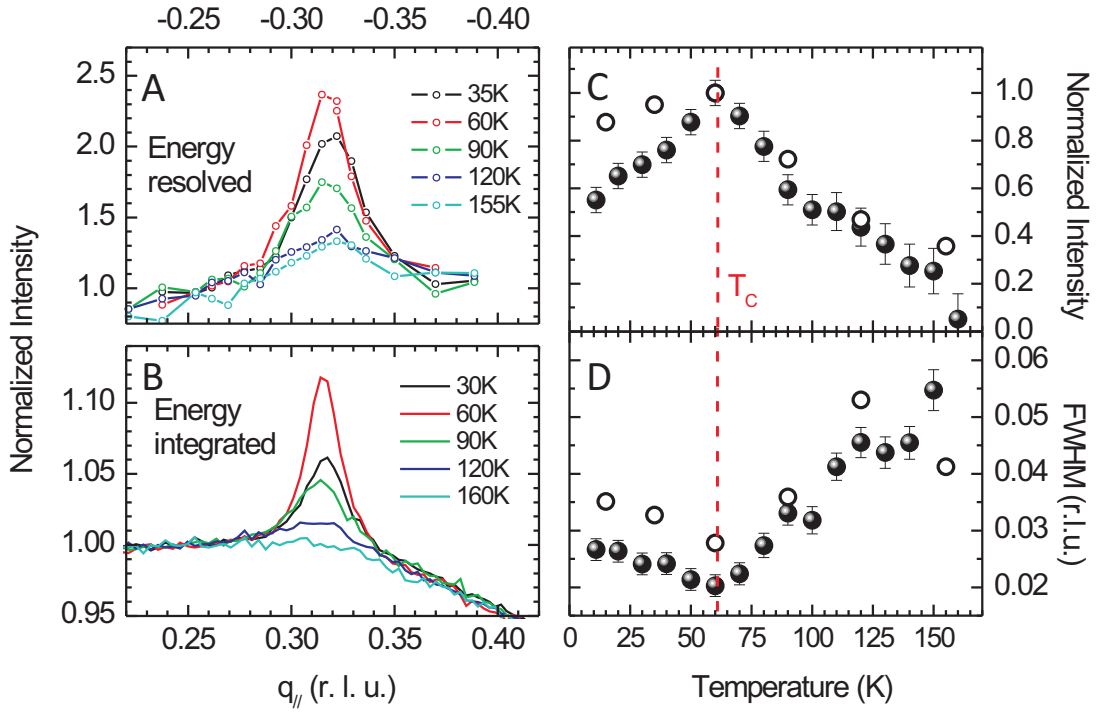 -0.25 -0.30 -0.35 -0.40
A
Energy
resolved
35K
60K
90K
120K
155K
2.5
2.0
1.5
1.0
Normalized Intensity
B
Energy
integrated
30K
60K
90K
120K
160K
1.10
1.05
1.00
0.95
0.25 0.30 0.35 0.40
q// (r. l. u.)
C
TC
1.0
0.8
0.6
0.4
0.2
0.0
Normalized Intensity
D
0.06
0.05
0.04
0.03
0.02
FWHM (r.l.u.)
0 25 50 75 100 125 150
Temperature (K)